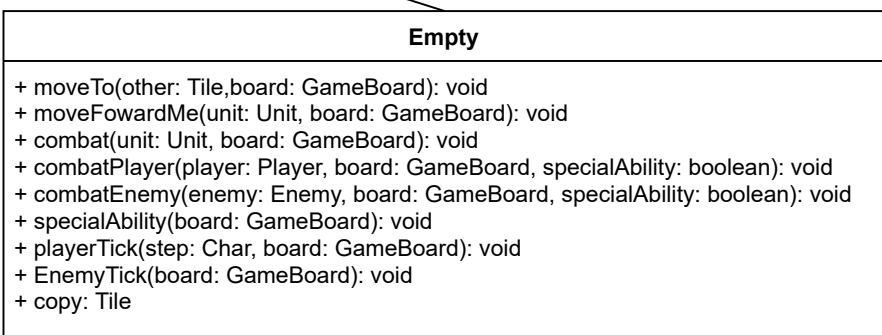 Empty
+ moveTo(other: Tile,board: GameBoard): void
+ moveFowardMe(unit: Unit, board: GameBoard): void
+ combat(unit: Unit, board: GameBoard): void
+ combatPlayer(player: Player, board: GameBoard, specialAbility: boolean): void
+ combatEnemy(enemy: Enemy, board: GameBoard, specialAbility: boolean): void
+ specialAbility(board: GameBoard): void
+ playerTick(step: Char, board: GameBoard): void
+ EnemyTick(board: GameBoard): void
+ copy: Tile